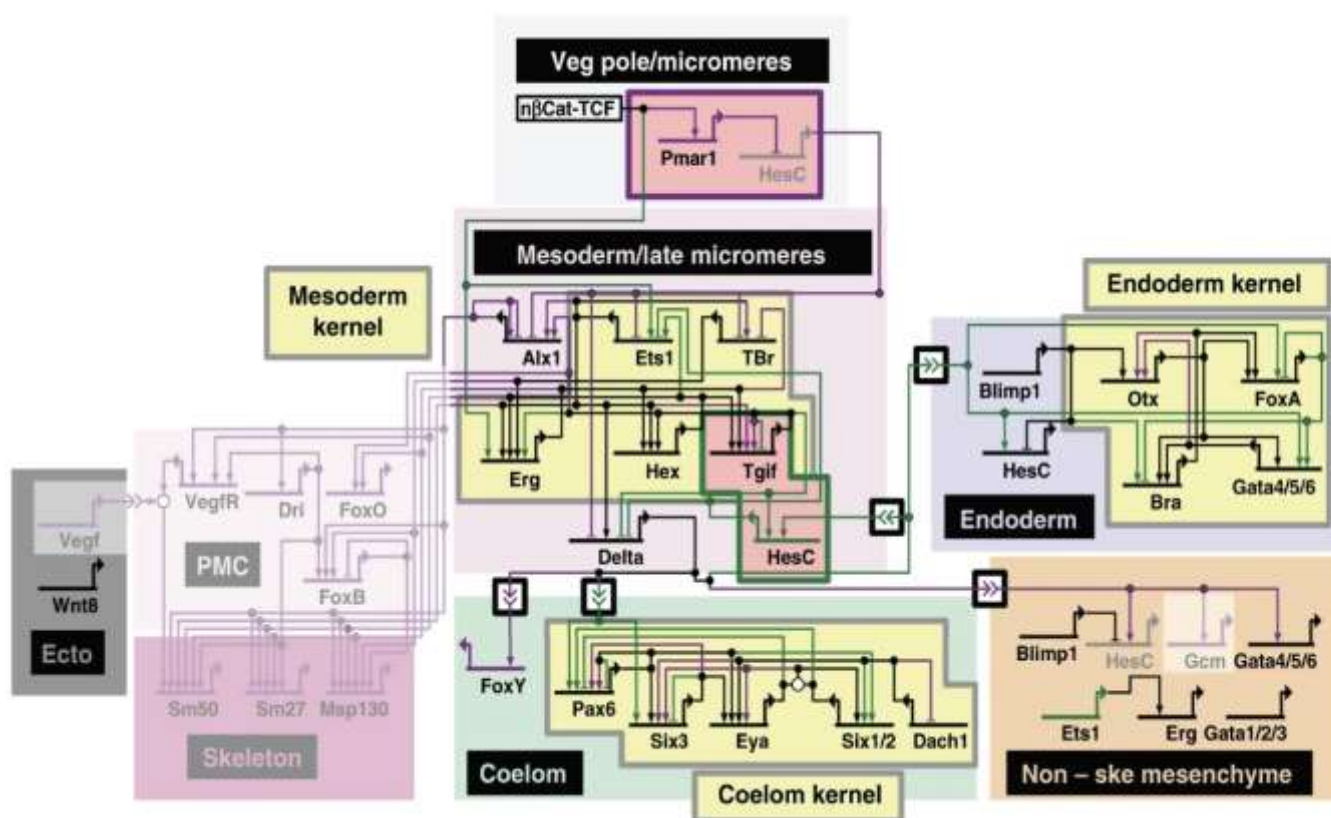 Veg pole/micromeres
nβCat-TCF
Pmar1
HesC
Mesoderm/late micromeres
Mesoderm
kernel
Endoderm kernel
Alx1
Ets1
TBr
Blimp1
Otx
FoxA
Erg
Hex
Tgif
HesC
Bra
Gata4/5/6
VegfR
Dri
FoxO
Endoderm
Vegf
PMC
Delta
HesC
FoxB
Wnt8
Ecto
Blimp1
HesC
Gcm
Gata4/5/6
FoxY
Pax6
Sm50
Sm27
Msp130
Six3
Eya
Six1/2
Dach1
Ets1
Erg
Gata1/2/3
Skeleton
Coelom
Coelom kernel
Non – ske mesenchyme